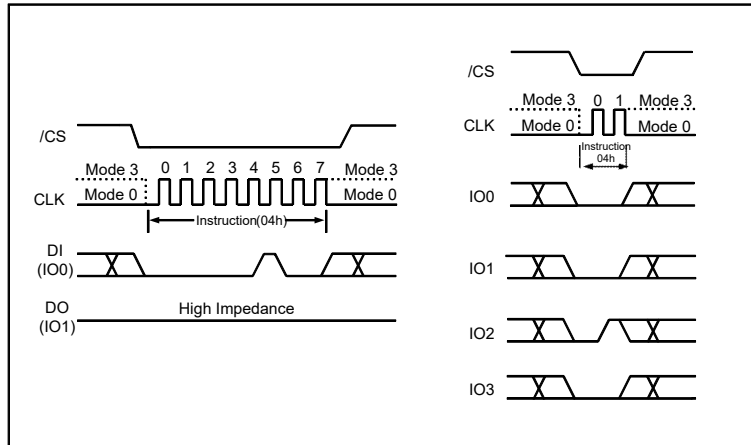 /CS
Mode 3 0 1 2 3 4 5 6 7 Mode 3
CLK Mode 0 Mode 0
Instruction(04h)
DI
(IO0)
DO
(IO1)
High Impedance
/CS
Mode 3 0 1 Mode 3
CLK Mode 0 Mode 0
Instruction
04h
IO0
IO1
IO2
IO3